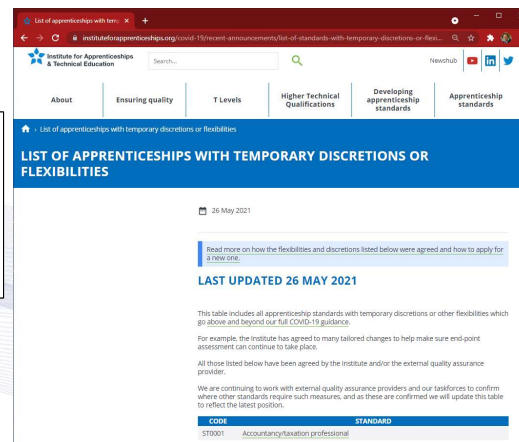 List of apprenticeships with temp
instituteforapprenticeships.org/covid-19/recent-announcements/list-of-standards-with-temporary-discretions-or-flexi...
Institute for Apprenticeships
& Technical Education
Search...
Newshub
About
Ensuring quality
T Levels
Higher Technical
Qualifications
Developing
apprenticeship
standards
Apprenticeship
standards
List of apprenticeships with temporary discretions or flexibilities
LIST OF APPRENTICESHIPS WITH TEMPORARY DISCRETIONS OR
FLEXIBILITIES
26 May 2021
Read more on how the flexibilities and discretions listed below were agreed and how to apply for
a new one.
LAST UPDATED 26 MAY 2021
This table includes all apprenticeship standards with temporary discretions or other flexibilities which
go above and beyond our full COVID-19 guidance.
For example, the Institute has agreed to many tailored changes to help make sure end-point
assessment can continue to take place.
All those listed below have been agreed by the Institute and/or the external quality assurance
provider.
We are continuing to work with external quality assurance providers and our taskforces to confirm
where other standards require such measures, and as these are confirmed we will update this table
to reflect the latest position.
CODE STANDARD
ST0001 Accountancy/taxation professional